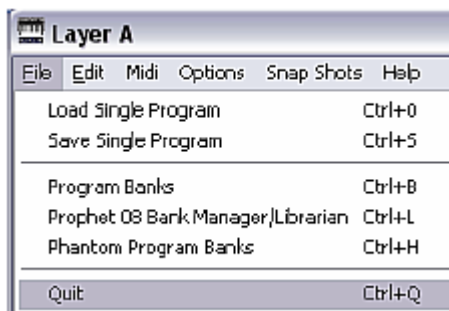 Layer A
File Edit Midi Options Snap Shots Help
Load Single Program Ctrl+O
Save Single Program Ctrl+S
Program Banks Ctrl+B
Prophet 08 Bank Manager/Librarian Ctrl+L
Phantom Program Banks Ctrl+H
Quit Ctrl+Q